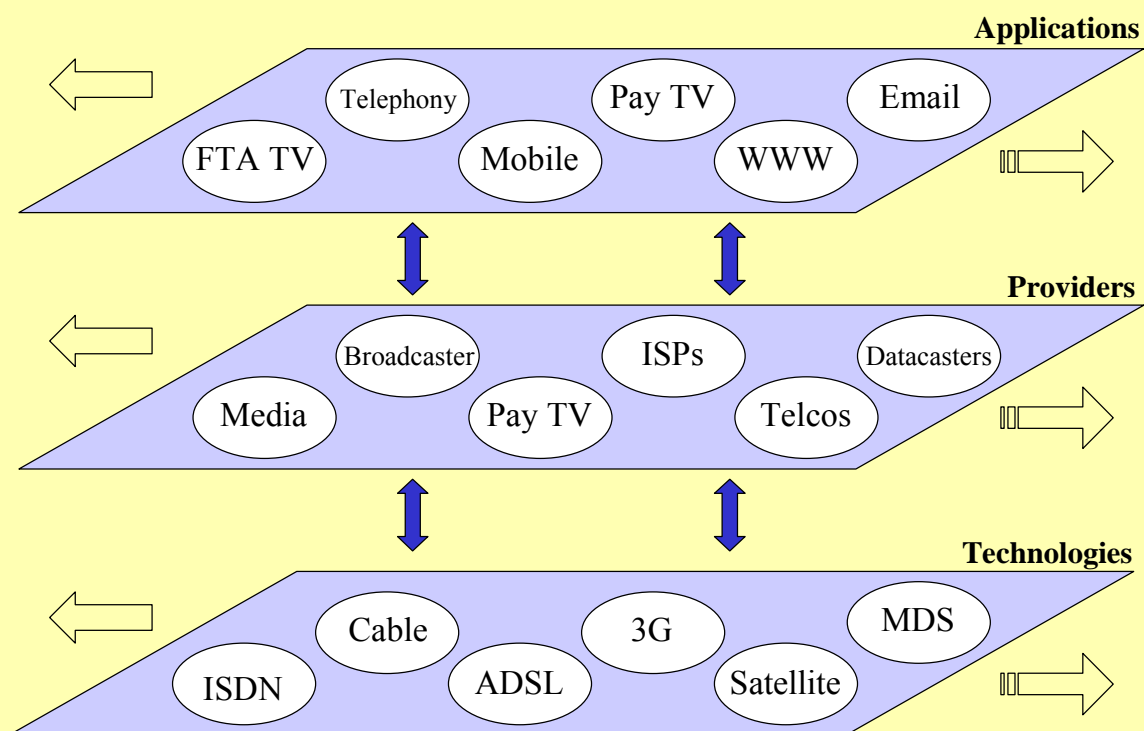 Applications
Telephony
Pay TV
Email
FTA TV
Mobile
WWW
Providers
Broadcaster
ISPs
Datacasters
Media
Pay TV
Telcos
Technologies
Cable
3G
MDS
ISDN
ADSL
Satellite